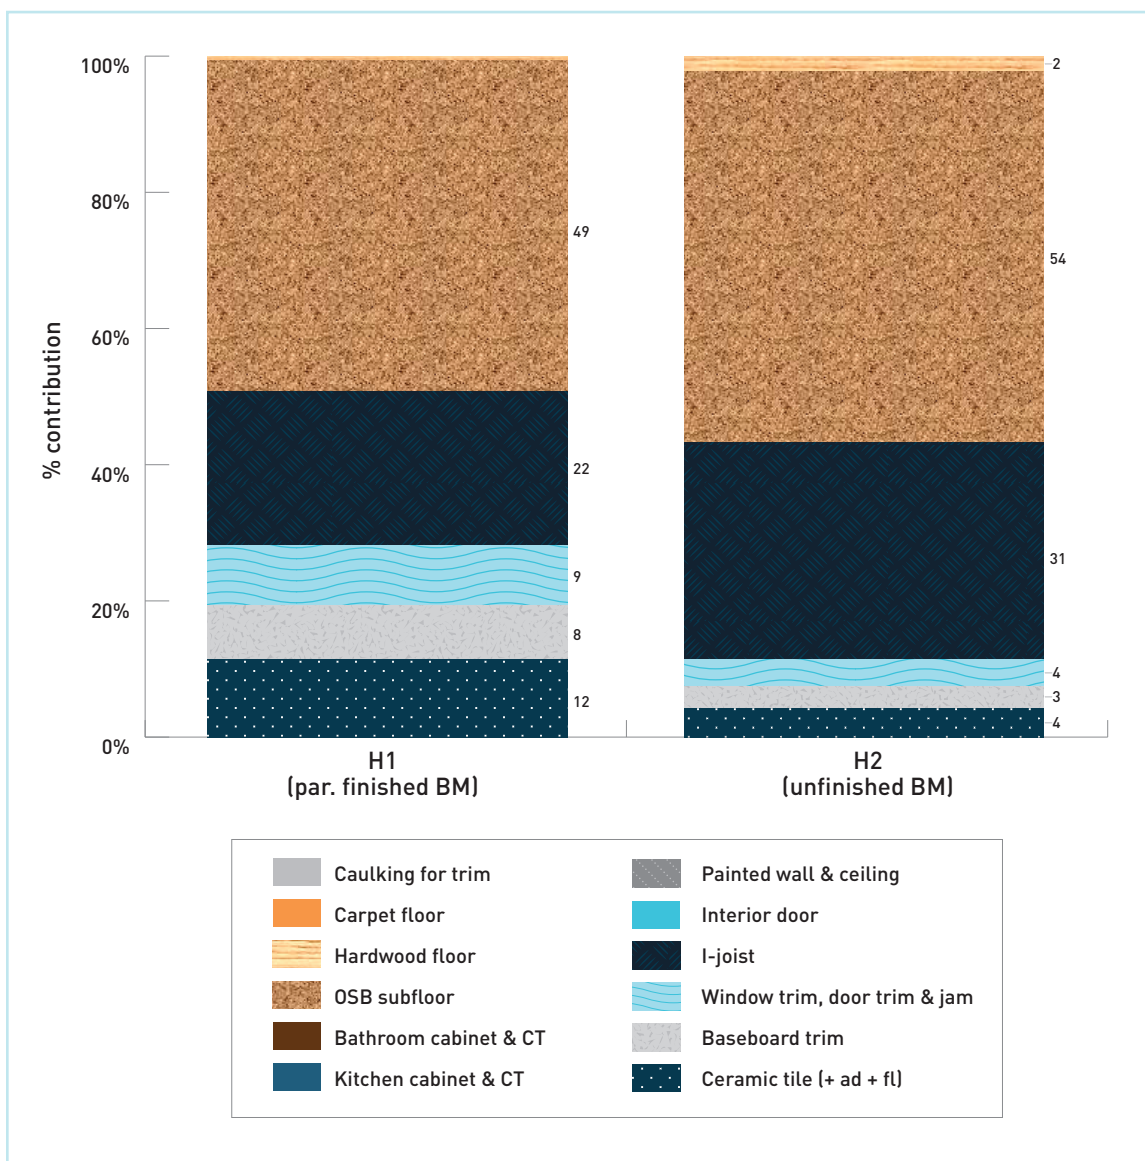 100%
80%
60%
40%
20%
0%
% contribution
49
22
9
8
12
2
54
31
4
3
4
H1
(par. finished BM)
H2
(unfinished BM)
Caulking for trim
Carpet floor
Hardwood floor
OSB subfloor
Bathroom cabinet & CT
Kitchen cabinet & CT
Painted wall & ceiling
Interior door
I-joist
Window trim, door trim & jam
Baseboard trim
Ceramic tile (+ ad + fl)